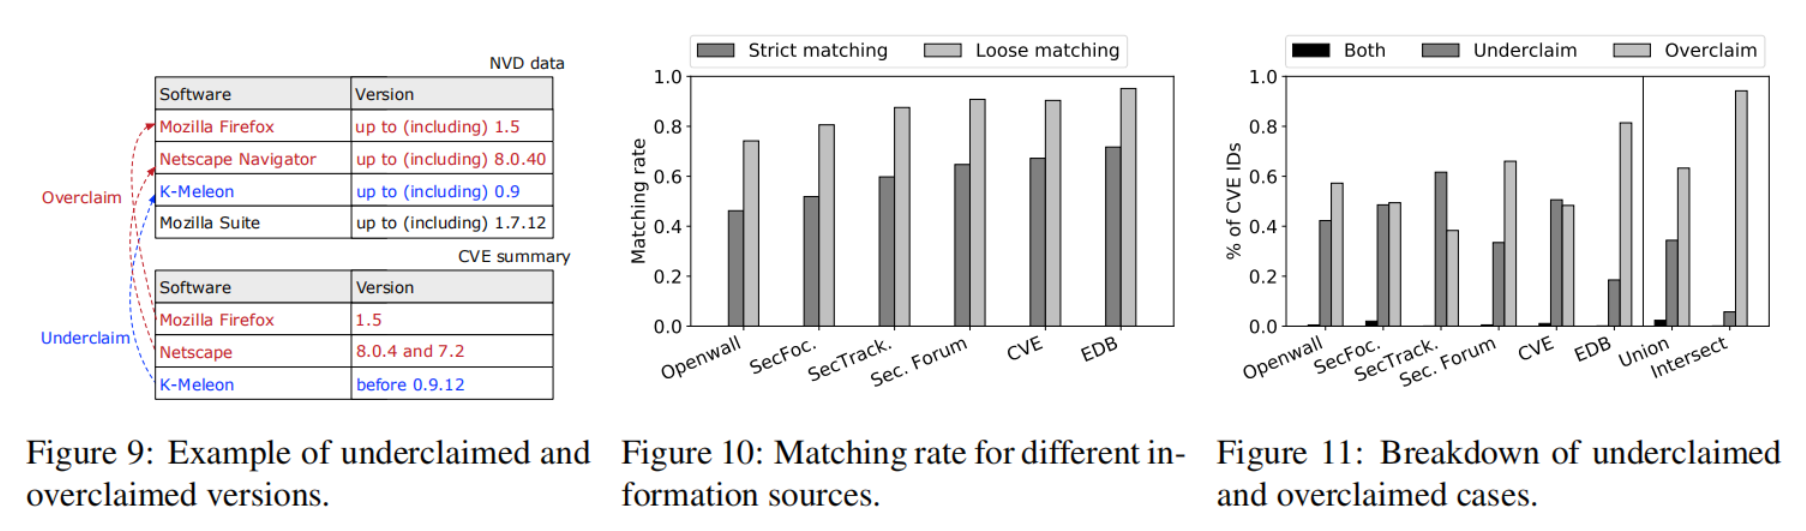 NVD data
Software Version
Mozilla Firefox up to (including) 1.5
Netscape Navigator up to (including) 8.0.40
K-Meleon up to (including) 0.9
Mozilla Suite up to (including) 1.7.12
Overclaim
CVE summary
Software Version
Mozilla Firefox 1.5
Underclaim
Netscape 8.0.4 and 7.2
K-Meleon before 0.9.12
Figure 9: Example of underclaimed and
overclaimed versions.
Strict matching Loose matching
Matching rate
1.0
0.8
0.6
0.4
0.2
0.0
Openwall
SecFoc.
SecTrack.
Sec. Forum
CVE
EDB
Figure 10: Matching rate for different in-
formation sources.
Both Underclaim Overclaim
% of CVE IDs
1.0
0.8
0.6
0.4
0.2
0.0
Openwall
SecFoc.
SecTrack.
Sec. Forum
CVE
EDB
Union
Intersect
Figure 11: Breakdown of underclaimed
and overclaimed cases.